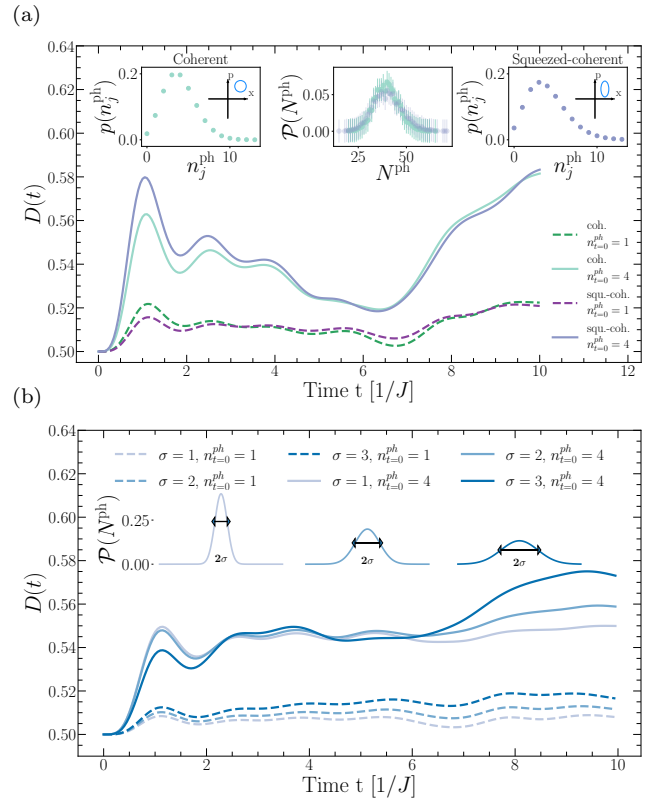 (a)
0.64
0.62
0.60
0.58
0.56
0.54
0.52
0.50
D(t)
Coherent
p
x
0.2
0.0
p(n_j^ph)
0
10
n_j^ph
0.05
0.00
P(N^ph)
25
50
N^ph
Squeezed-coherent
p
x
0.2
0.0
p(n_j^ph)
0
10
n_j^ph
coh.
n_{t=0}^{ph} = 1
coh.
n_{t=0}^{ph} = 4
squ-coh.
n_{t=0}^{ph} = 1
squ-coh.
n_{t=0}^{ph} = 4
0 2 4 6 8 10 12
Time t [1/J]
(b)
0.64
0.62
0.60
0.58
0.56
0.54
0.52
0.50
D(t)
σ = 1, n_{t=0}^{ph} = 1 σ = 3, n_{t=0}^{ph} = 1 σ = 2, n_{t=0}^{ph} = 4
σ = 2, n_{t=0}^{ph} = 1 σ = 1, n_{t=0}^{ph} = 4 σ = 3, n_{t=0}^{ph} = 4
P(N^ph)
0.25
0.00
2σ 2σ 2σ
0 2 4 6 8 10
Time t [1/J]